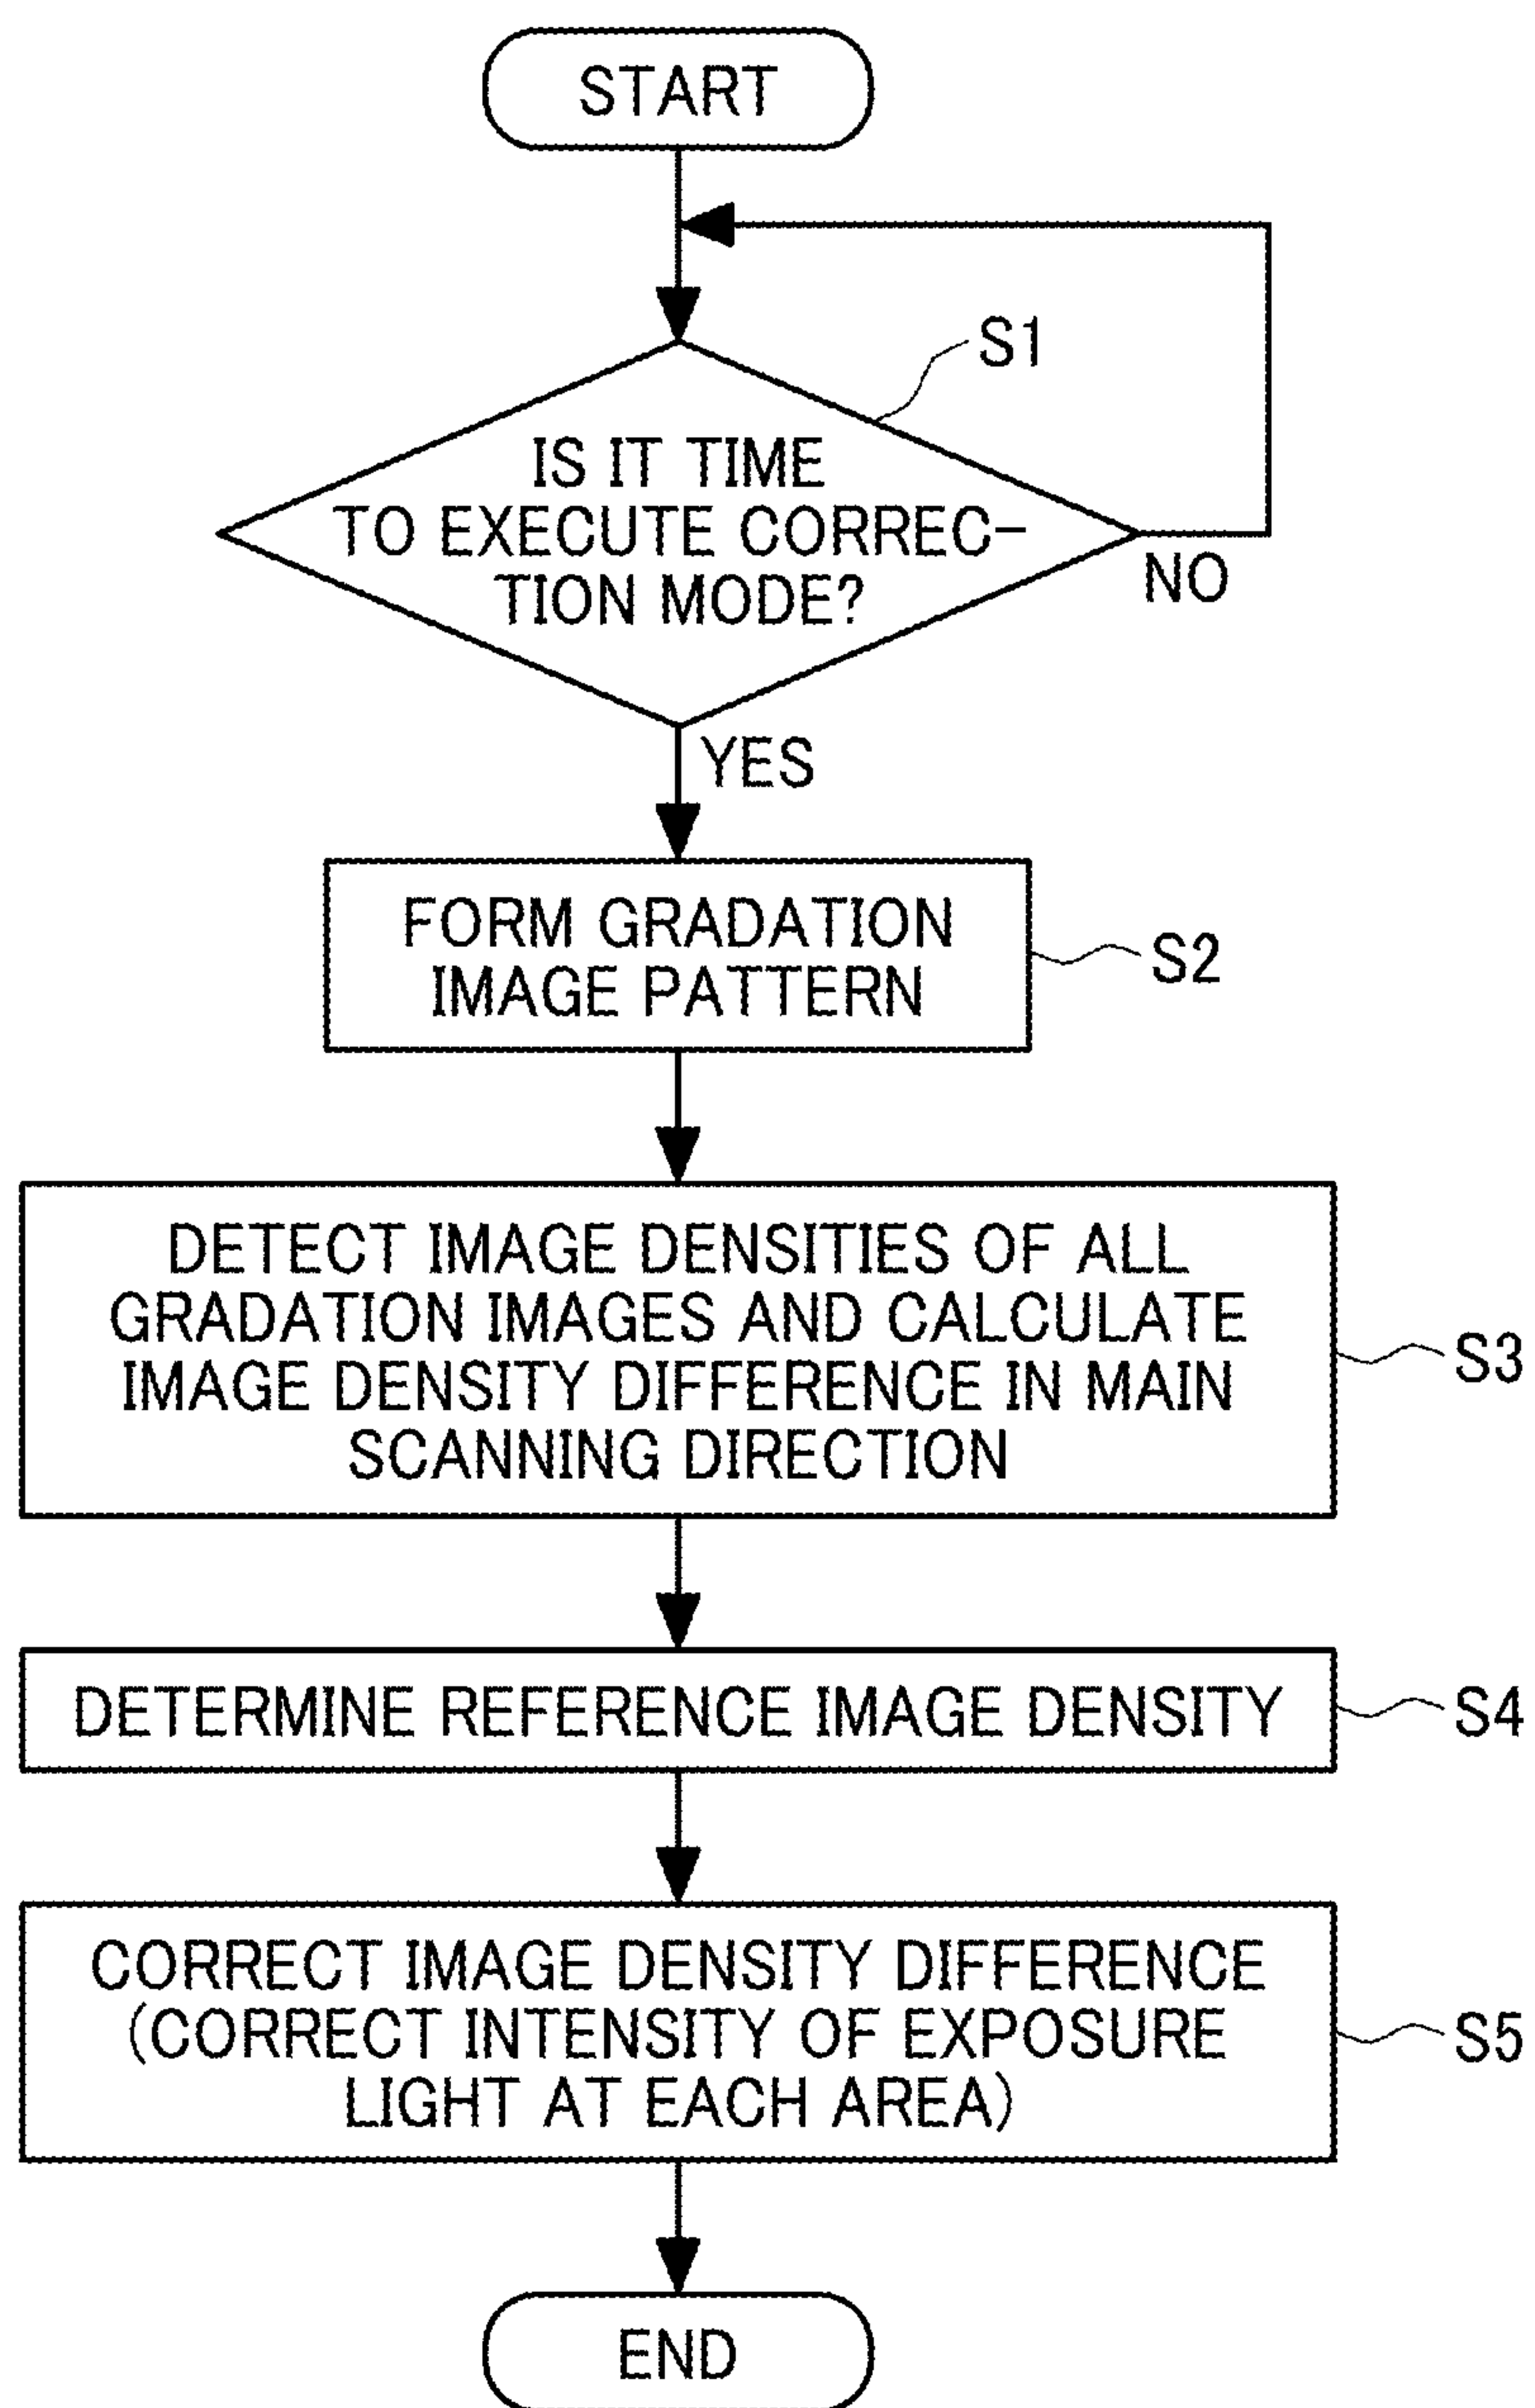 START
S1
IS IT TIME
TO EXECUTE CORREC-
TION MODE?
NO
YES
FORM GRADATION
IMAGE PATTERN
S2
DETECT IMAGE DENSITIES OF ALL
GRADATION IMAGES AND CALCULATE
IMAGE DENSITY DIFFERENCE IN MAIN
SCANNING DIRECTION
S3
DETERMINE REFERENCE IMAGE DENSITY
S4
CORRECT IMAGE DENSITY DIFFERENCE
(CORRECT INTENSITY OF EXPOSURE
LIGHT AT EACH AREA)
S5
END